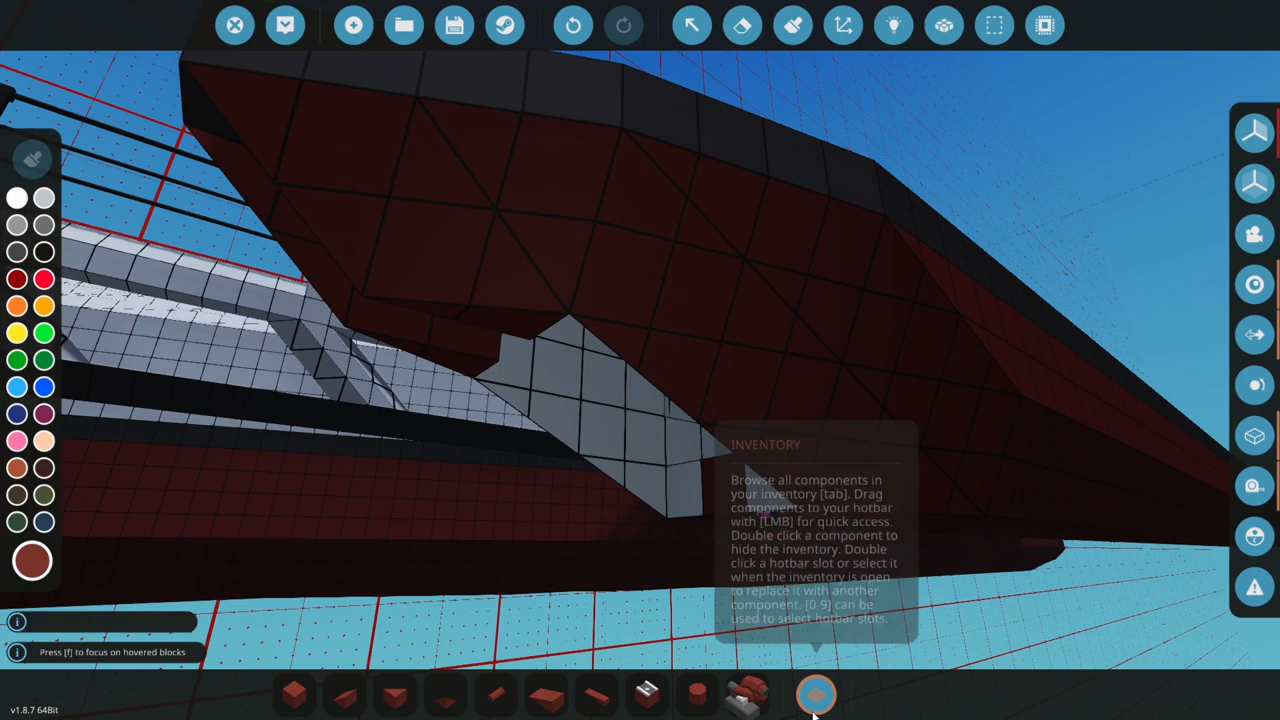 INVENTORY
Browse all components in
your inventory [tab]. Drag
components to your hotbar
with [LMB] for quick access.
Double click a component to
hide the inventory. Double
click a hotbar slot or select it
when the inventory is open
to replace it with another
component. [0-9] can be
used to select hotbar slots.
Press [f] to focus on hovered blocks
v1.8.7 64Bit